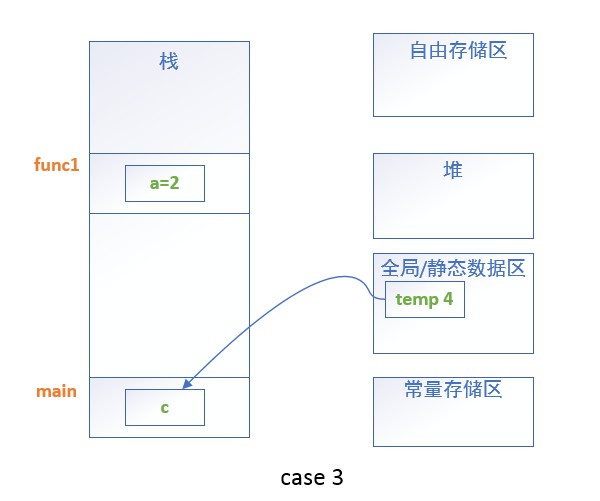 栈
func1
a=2
main
c
自由存储区
堆
全局/静态数据区
temp 4
常量存储区
case 3